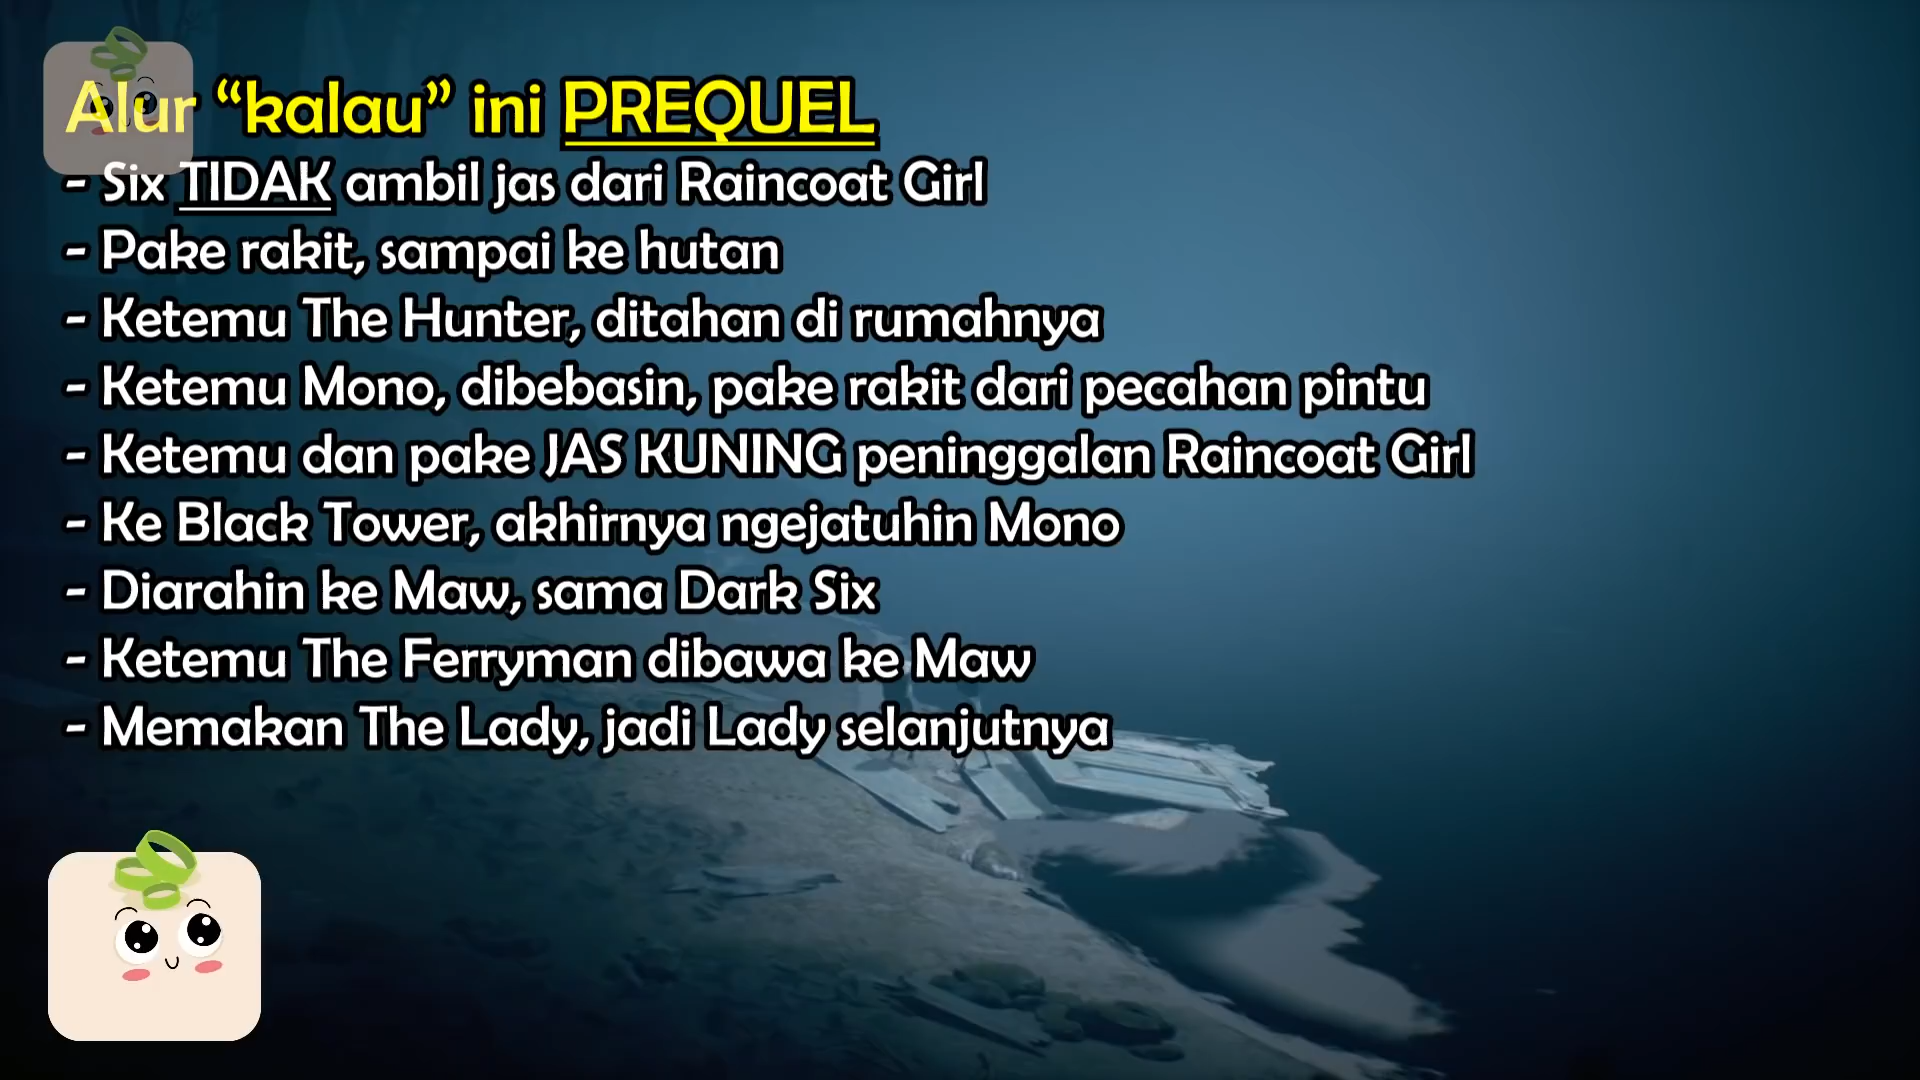 Alur “kalau” ini PREQUEL
- Six TIDAK ambil jas dari Raincoat Girl
- Pake rakit, sampai ke hutan
- Ketemu The Hunter, ditahan di rumahnya
- Ketemu Mono, dibebasin, pake rakit dari pecahan pintu
- Ketemu dan pake JAS KUNING peninggalan Raincoat Girl
- Ke Black Tower, akhirnya ngejatuhin Mono
- Diarahin ke Maw, sama Dark Six
- Ketemu The Ferryman dibawa ke Maw
- Memakan The Lady, jadi Lady selanjutnya